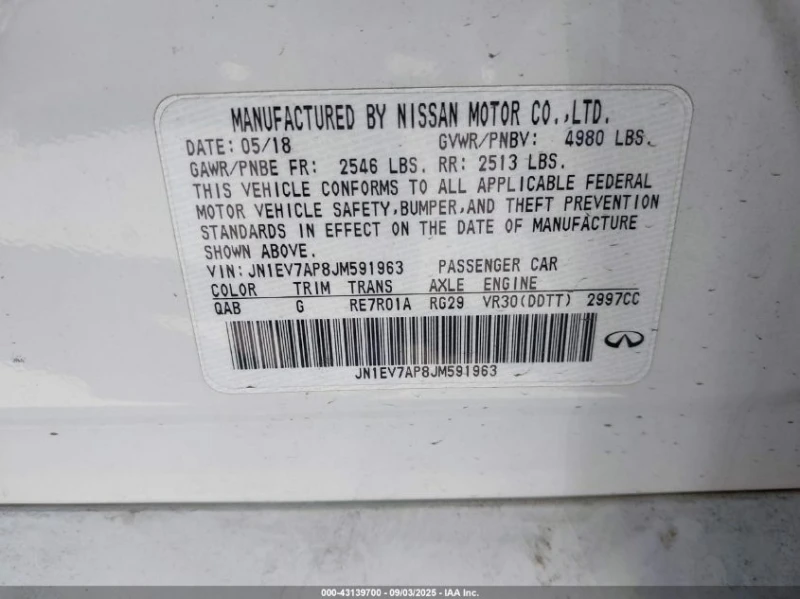 MANUFACTURED BY NISSAN MOTOR CO.,LTD.
DATE: 05/18 GVWR/PNBV: 4980 LBS.
GAWR/PNBE FR: 2546 LBS. RR: 2513 LBS.
THIS VEHICLE CONFORMS TO ALL APPLICABLE FEDERAL
MOTOR VEHICLE SAFETY,BUMPER,AND THEFT PREVENTION
STANDARDS IN EFFECT ON THE DATE OF MANUFACTURE
SHOWN ABOVE.
VIN: JN1EV7AP8JM591963 PASSENGER CAR
COLOR TRIM TRANS AXLE ENGINE
QAB G RE7R01A RG29 VR30(DDTT) 2997CC
JN1EV7AP8JM591963
000-43139700 - 09/03/2025 - IAA Inc.